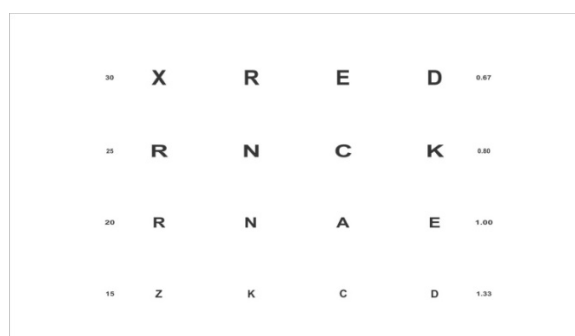 30 X R E D 0.67
25 R N C K 0.80
20 R N A E 1.00
15 Z K C D 1.33